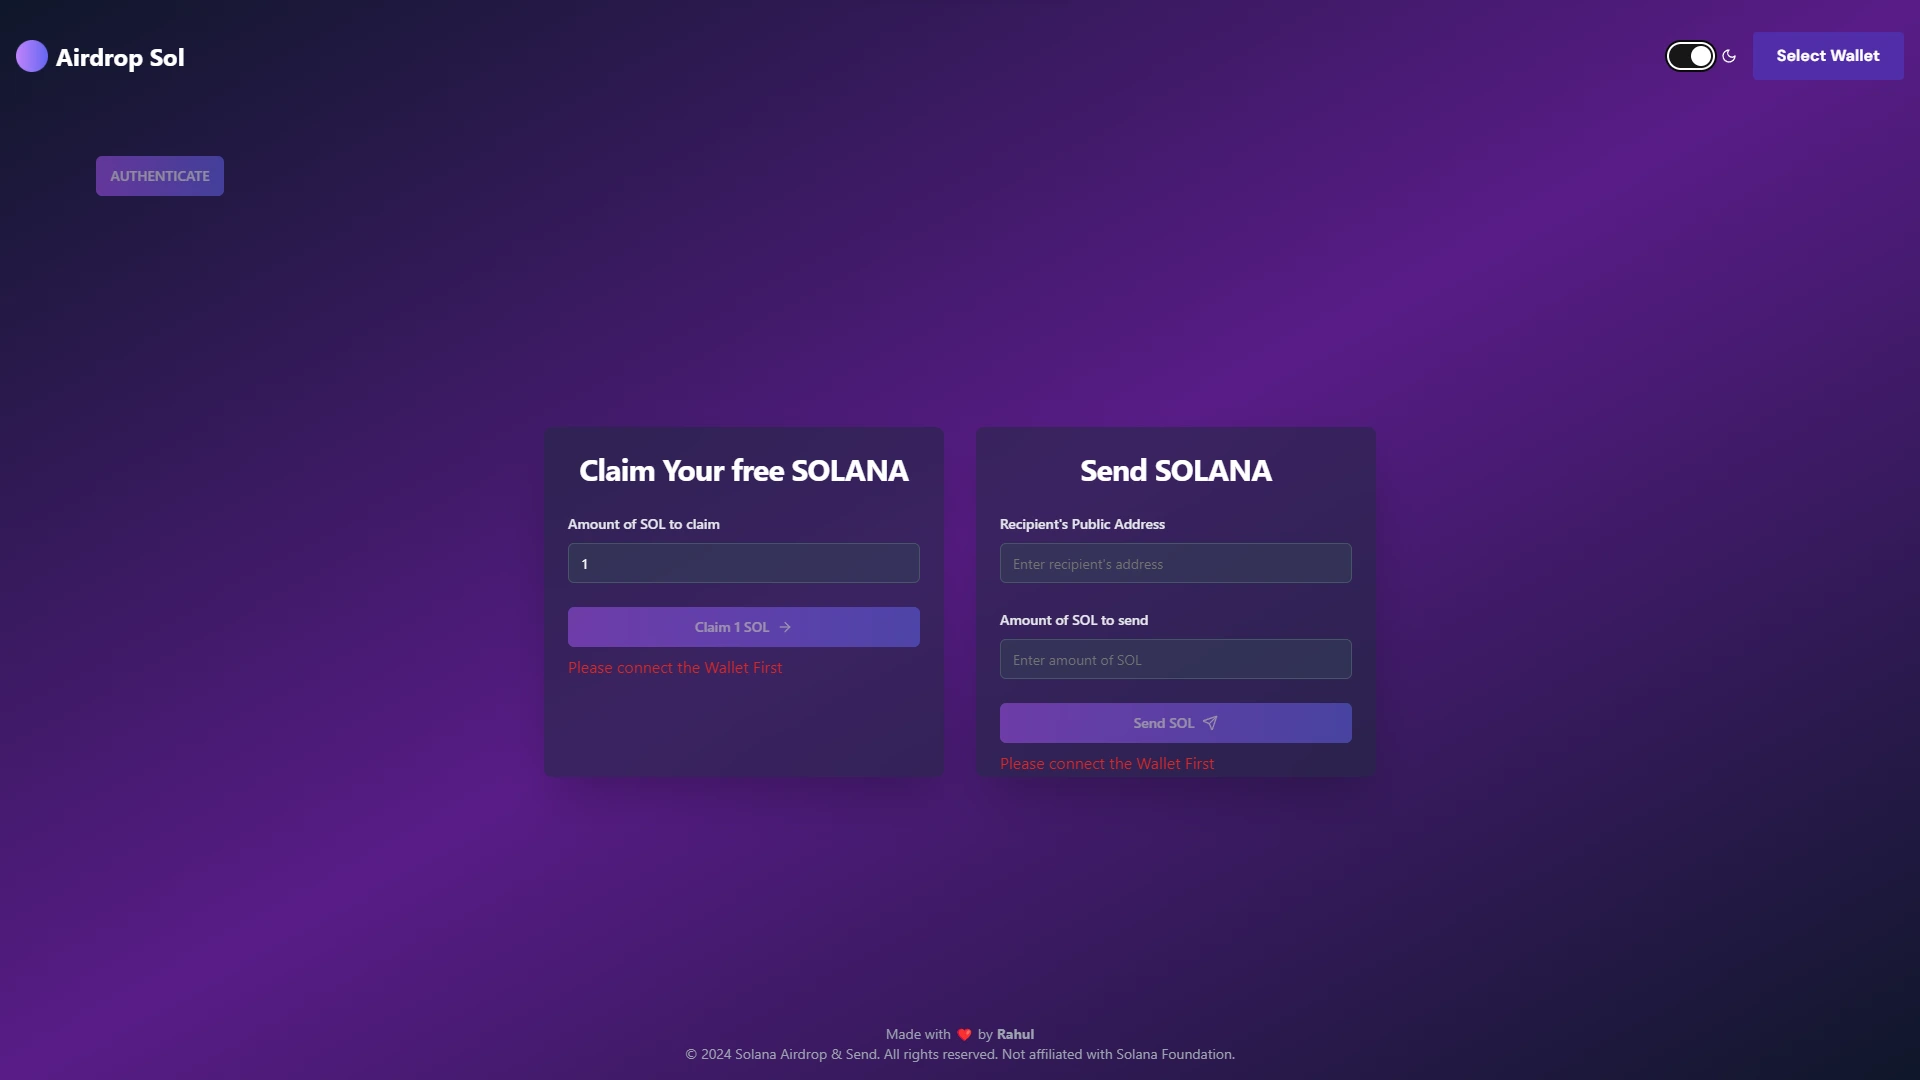 Airdrop Sol
Select Wallet
AUTHENTICATE
Claim Your free SOLANA
Amount of SOL to claim
1
Claim 1 SOL
Please connect the Wallet First
Send SOLANA
Recipient's Public Address
Enter recipient's address
Amount of SOL to send
Enter amount of SOL
Send SOL
Please connect the Wallet First
Made with ❤️ by Rahul
© 2024 Solana Airdrop & Send. All rights reserved. Not affiliated with Solana Foundation.